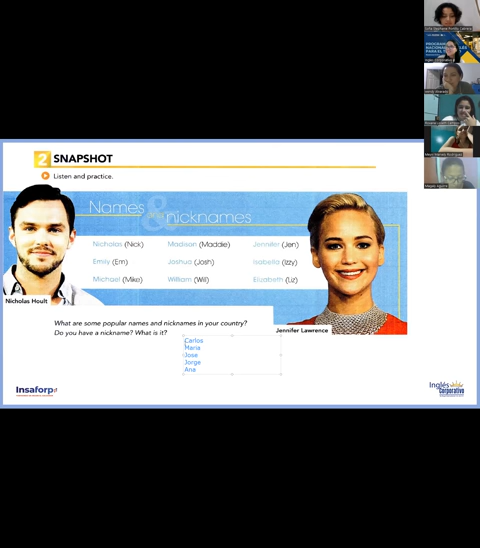 2 SNAPSHOT
Listen and practice.
Names & nicknames
Nicholas (Nick) Madison (Maddie) Jennifer (Jen)
Emily (Em) Joshua (Josh) Isabella (Izzy)
Michael (Mike) William (Will) Elizabeth (Liz)
Nicholas Hoult
Jennifer Lawrence
What are some popular names and nicknames in your country?
Do you have a nickname? What is it?
Carlos
Maria
Jose
Jorge
Ana
Insaforp
Inglés
Corporativo